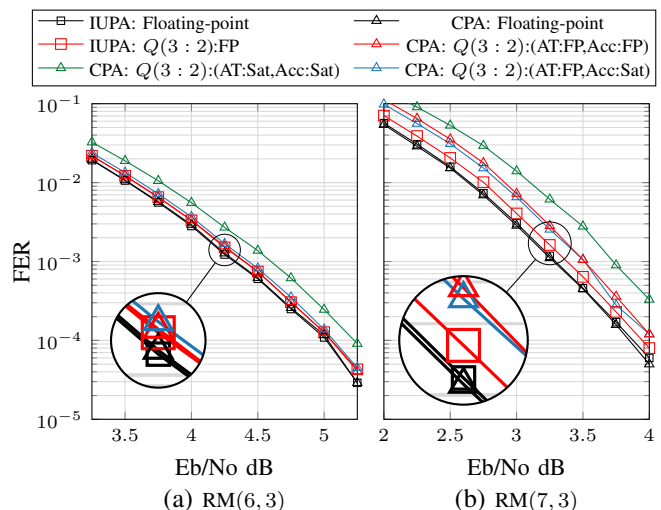 IUPA: Floating-point CPA: Floating-point
IUPA: Q(3 : 2):FP CPA: Q(3 : 2):(AT:FP,Acc:FP)
CPA: Q(3 : 2):(AT:Sat,Acc:Sat) CPA: Q(3 : 2):(AT:FP,Acc:Sat)
FER
10⁻¹
10⁻²
10⁻³
10⁻⁴
10⁻⁵
3.5 4 4.5 5
2 2.5 3 3.5 4
Eb/No dB Eb/No dB
(a) RM(6, 3) (b) RM(7, 3)